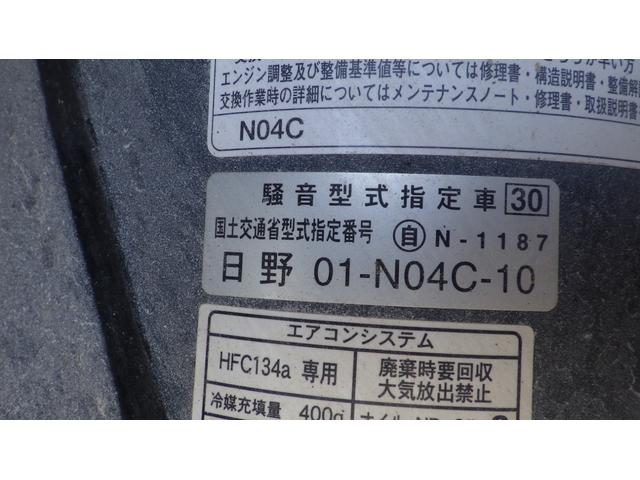 エンジン調整及び整備基準値等については修理書・構造説明書・整備解
交換作業時の詳細についてはメンテナンスノート・修理書・取扱説明書
N04C
騒音型式指定車 30
国土交通省型式指定番号 自 N-1187
日野 01-N04C-10
エアコンシステム
HFC134a 専用
廃棄時要回収
大気放出禁止
冷媒充填量 400g
オイル